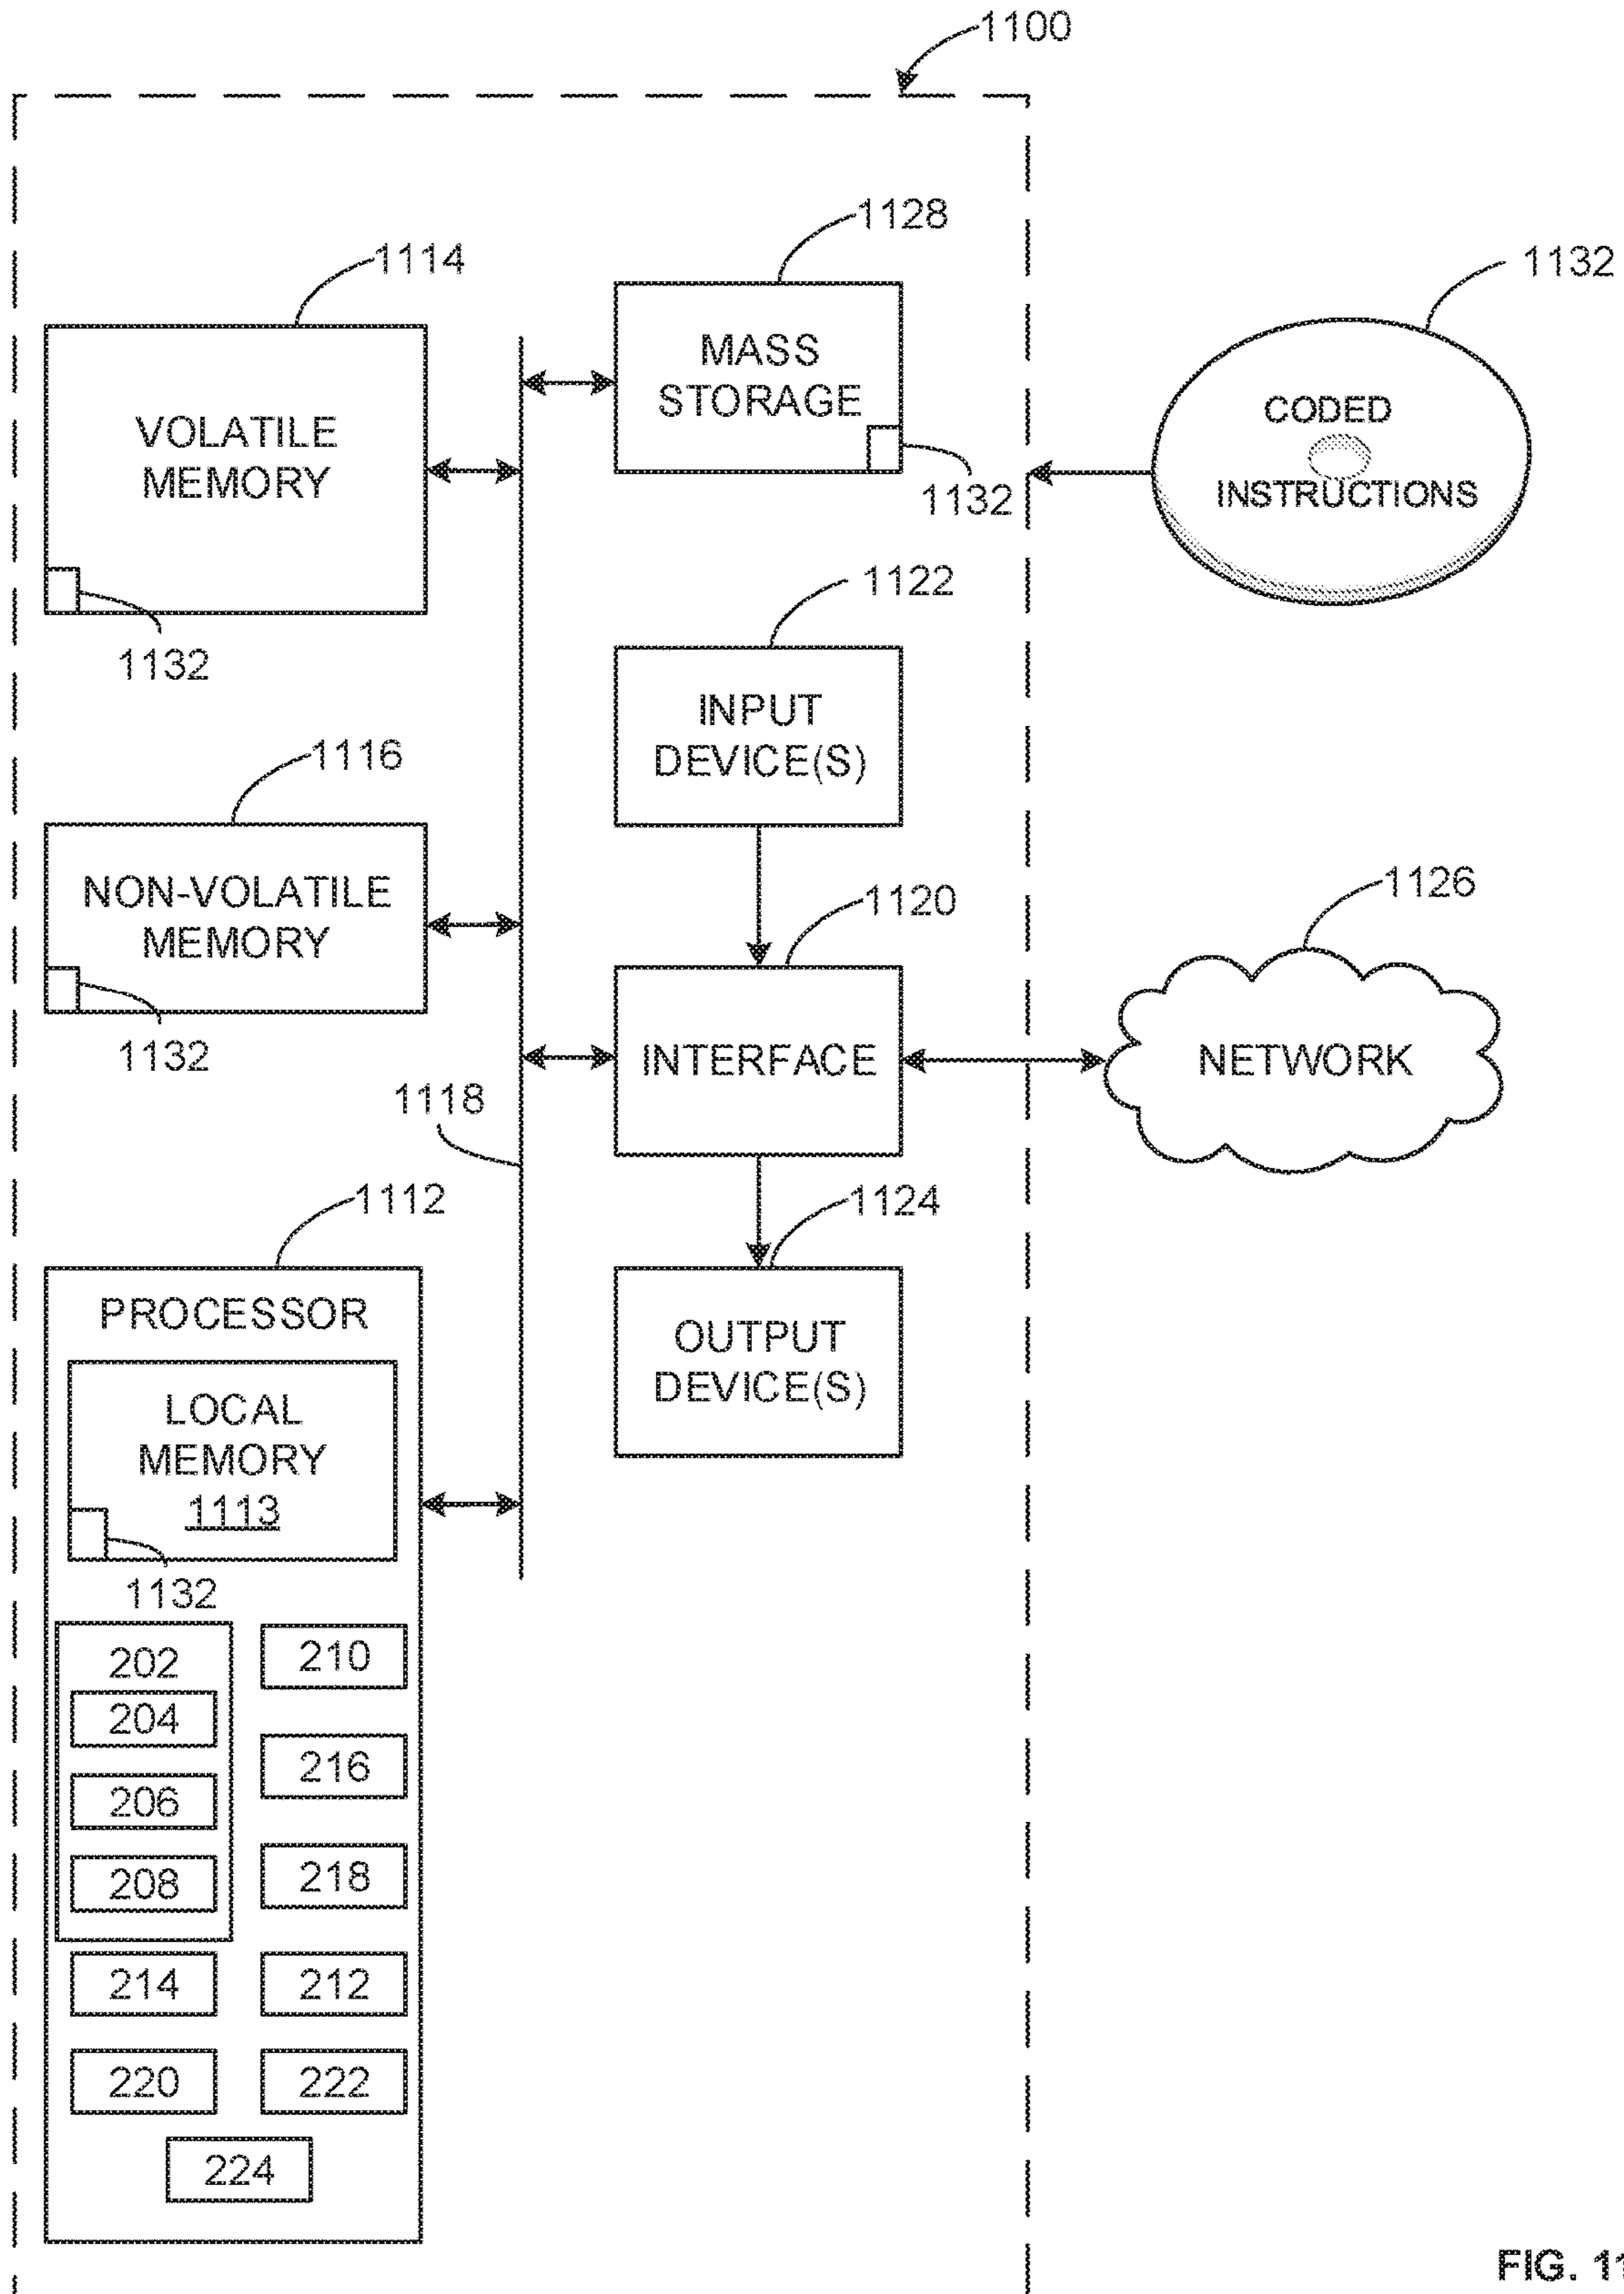 1100
1128
1114
1132
MASS
STORAGE
VOLATILE
MEMORY
CODED
INSTRUCTIONS
1132
1122
1132
INPUT
DEVICE(S)
1116
1120
1126
NON-VOLATILE
MEMORY
1132
INTERFACE
NETWORK
1118
1112
1124
PROCESSOR
OUTPUT
DEVICE(S)
LOCAL
MEMORY
1113
1132
202
210
204
216
206
218
208
214
212
220
222
224
FIG. 11